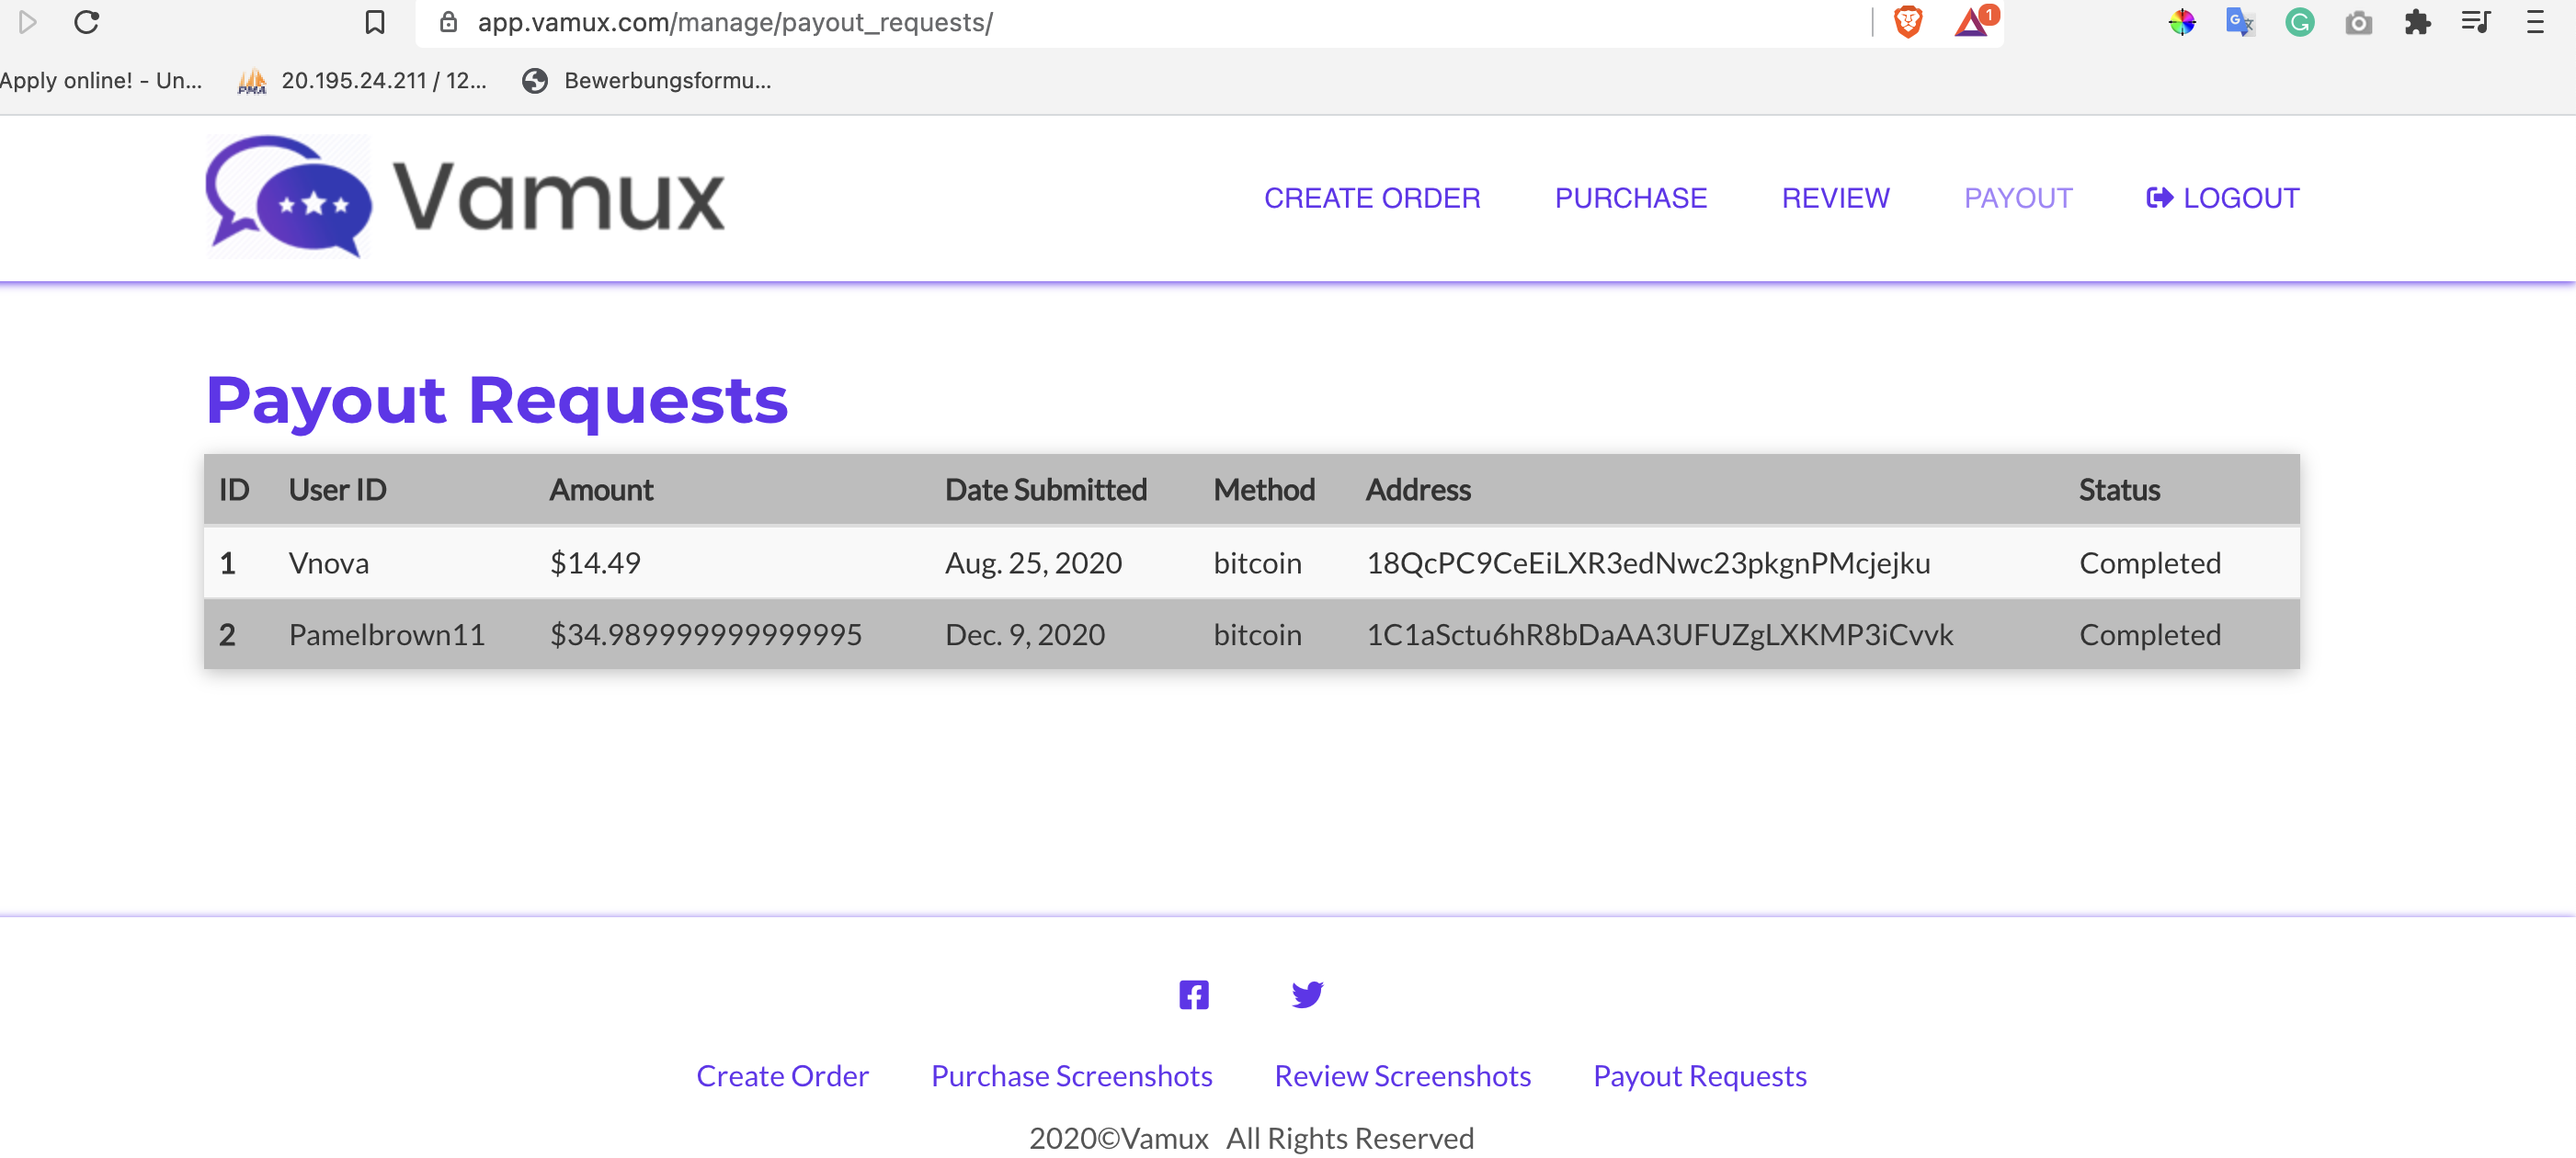 app.vamux.com/manage/payout_requests/
1
Apply online! - Un... 20.195.24.211 / 12... Bewerbungsformu...
Vamux CREATE ORDER PURCHASE REVIEW PAYOUT LOGOUT
Payout Requests
ID User ID Amount Date Submitted Method Address Status
1 Vnova $14.49 Aug. 25, 2020 bitcoin 18QcPC9CeEiLXR3edNwc23pkgnPMcjejku Completed
2 Pamelbrown11 $34.989999999999995 Dec. 9, 2020 bitcoin 1C1aSctu6hR8bDaAA3UFUZgLXKMP3iCvvk Completed
Create Order Purchase Screenshots Review Screenshots Payout Requests
2020©Vamux All Rights Reserved